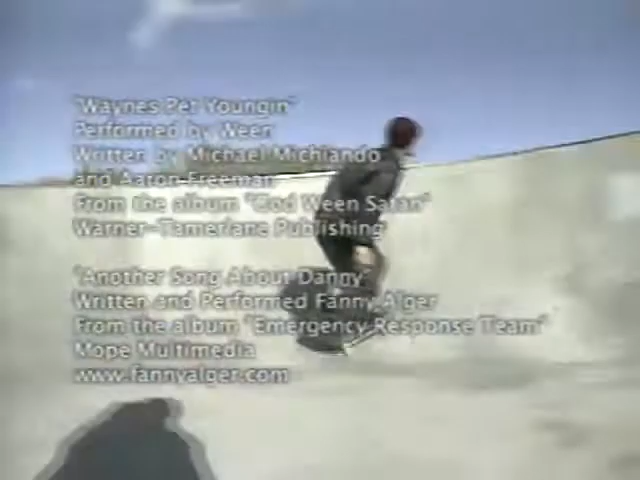 "Waynes Pet Youngin"
Performed by Ween
Written by Michael Michlando
and Aaron Freeman
From the album "God Ween Satan"
Warner-Tamerlane Publishing

"Another Song About Danny"
Written and Performed Fanny Alger
From the album "Emergency Response Team"
Mope Multimedia
www.fannyalger.com